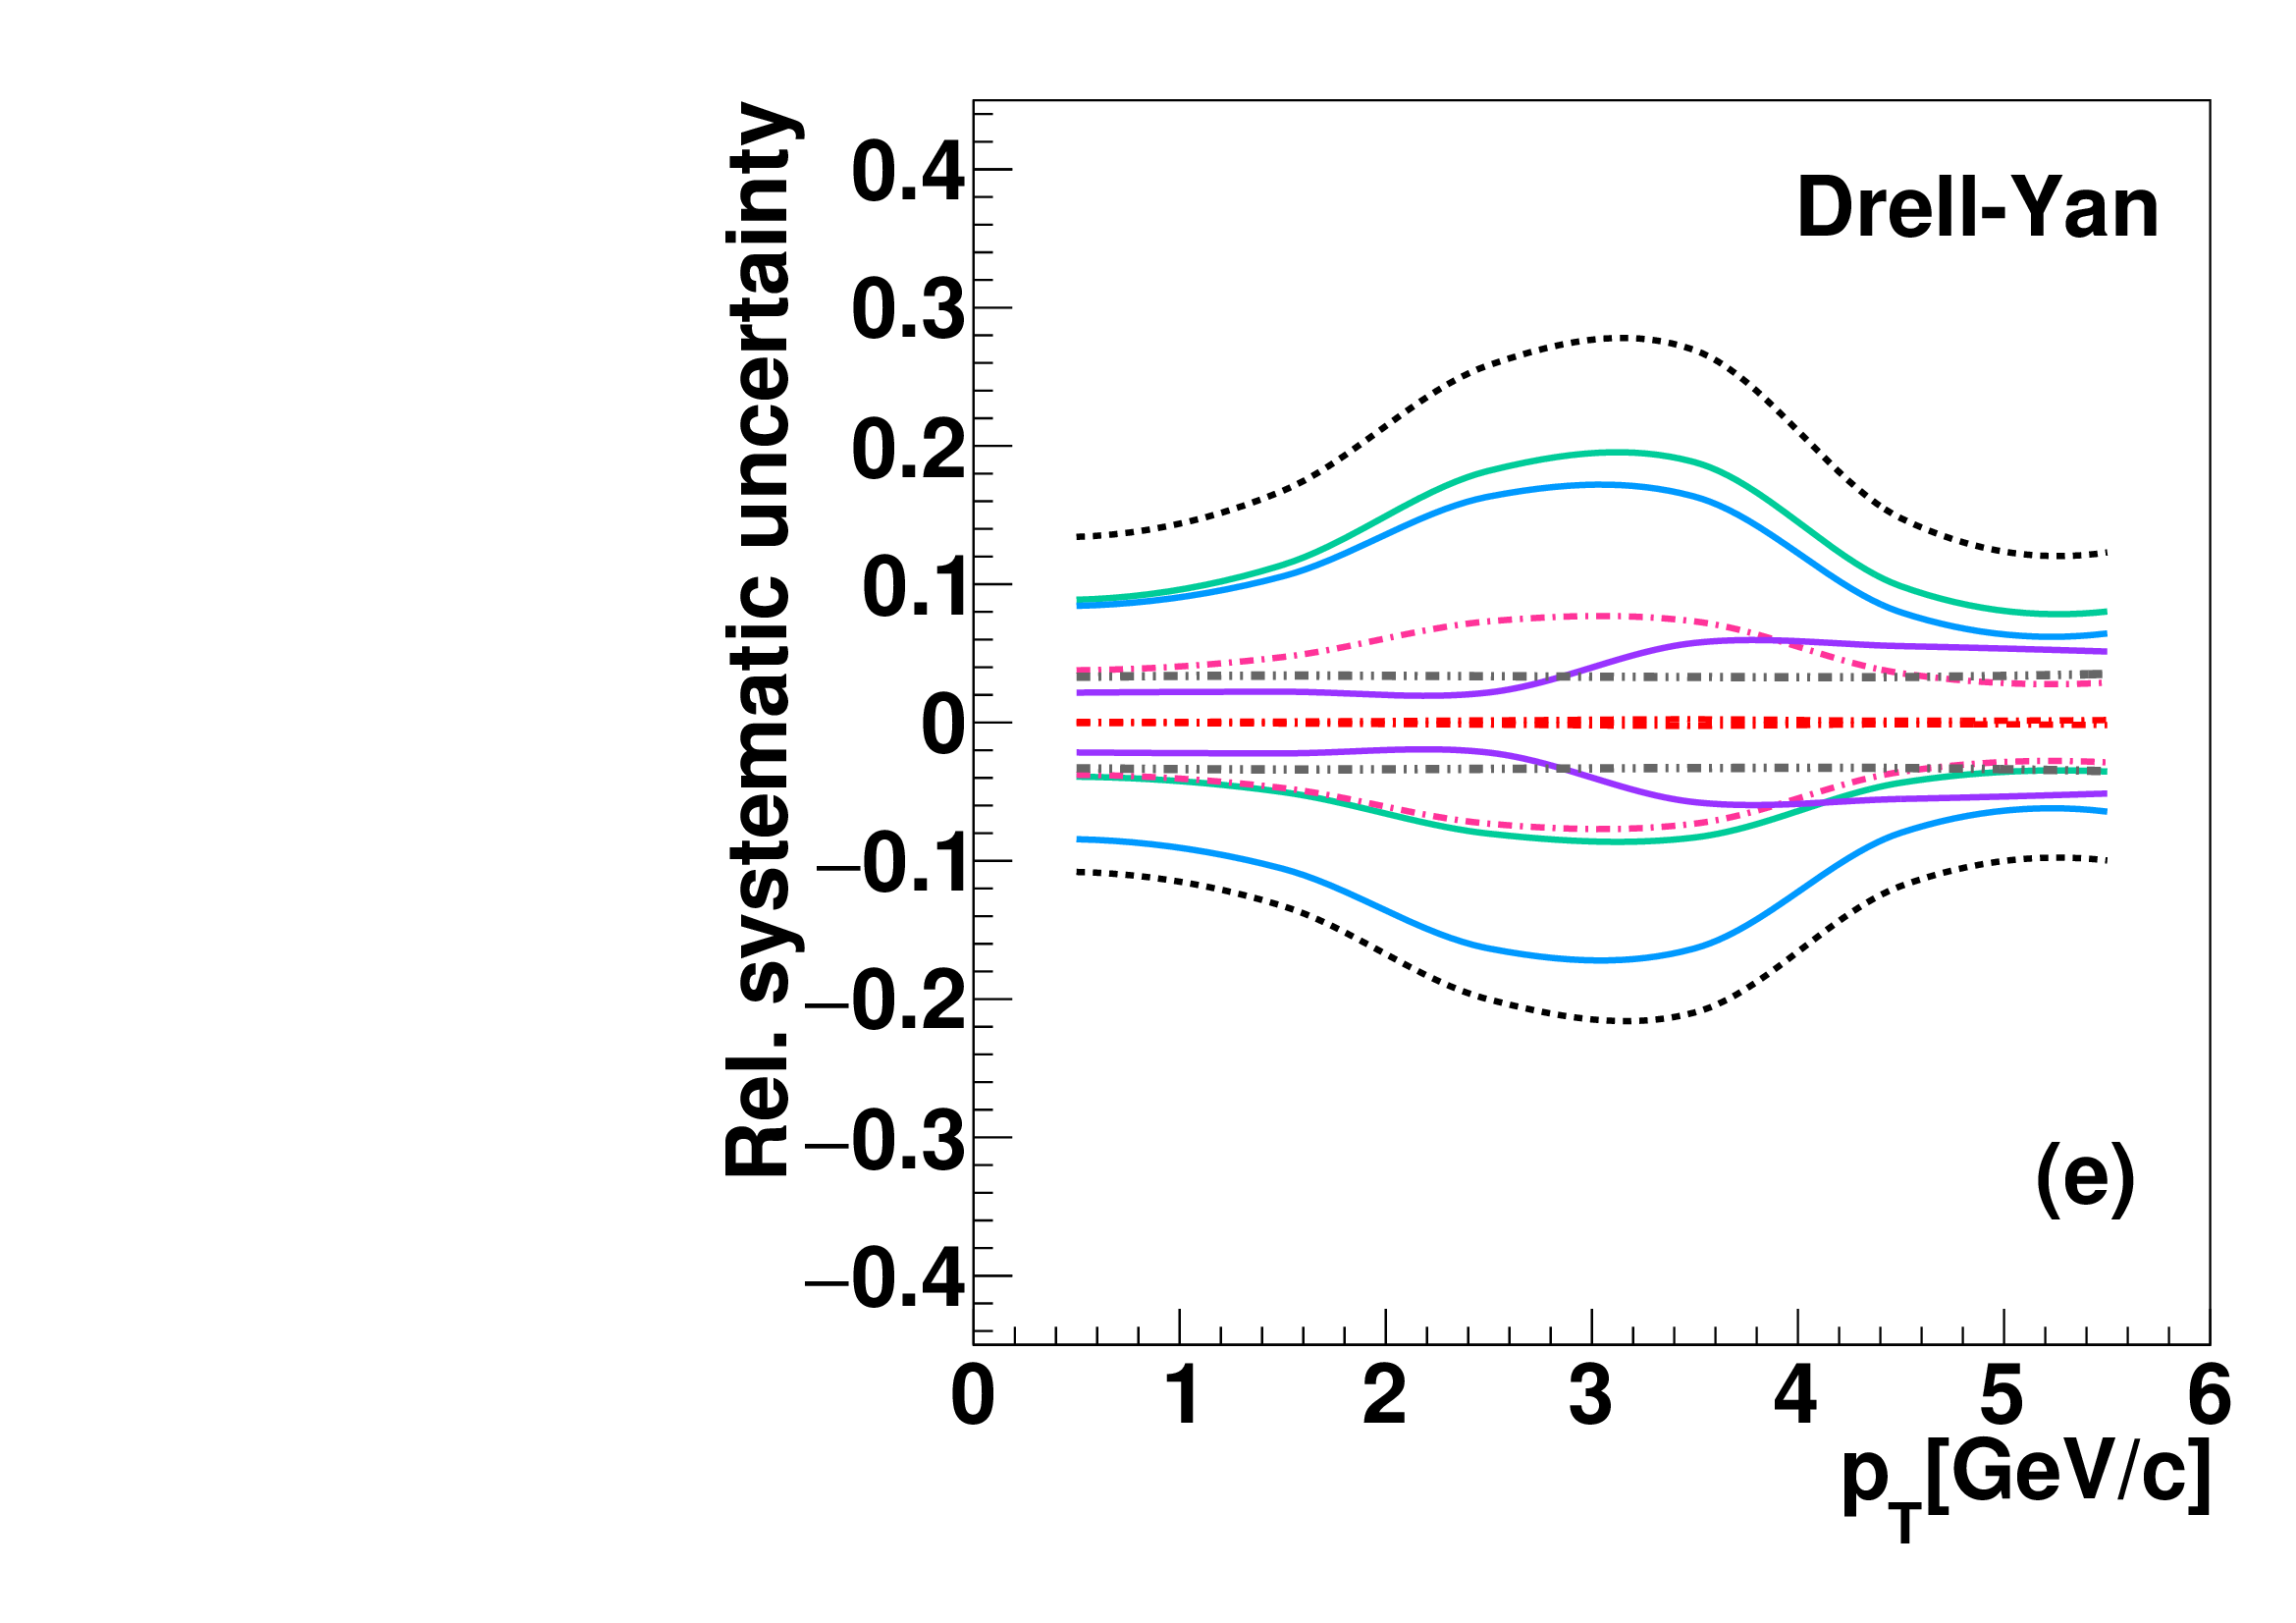 Rel. systematic uncertainty
0.4
0.3
0.2
0.1
0
−0.1
−0.2
−0.3
−0.4
Drell-Yan
(e)
0 1 2 3 4 5 6
p_T [GeV/c]